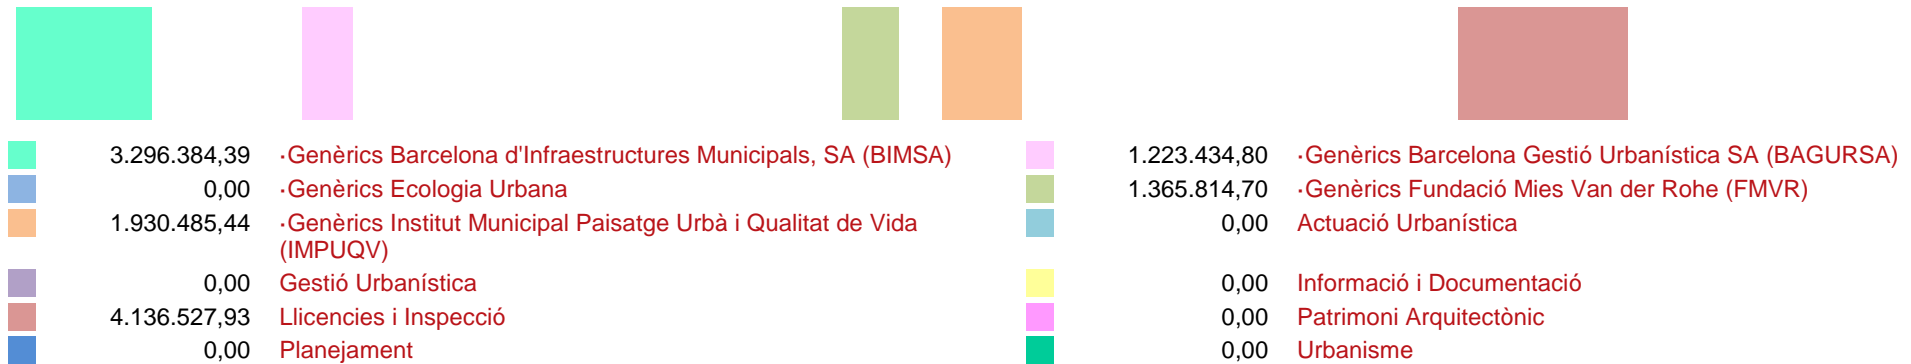 3.296.384,39 ·Genèrics Barcelona d'Infraestructures Municipals, SA (BIMSA) 1.223.434,80 ·Genèrics Barcelona Gestió Urbanística SA (BAGURSA)
0,00 ·Genèrics Ecologia Urbana 1.365.814,70 ·Genèrics Fundació Mies Van der Rohe (FMVR)
1.930.485,44 ·Genèrics Institut Municipal Paisatge Urbà i Qualitat de Vida 0,00 Actuació Urbanística
(IMPUQV)
0,00 Gestió Urbanística 0,00 Informació i Documentació
4.136.527,93 Llicencies i Inspecció 0,00 Patrimoni Arquitectònic
0,00 Planejament 0,00 Urbanisme